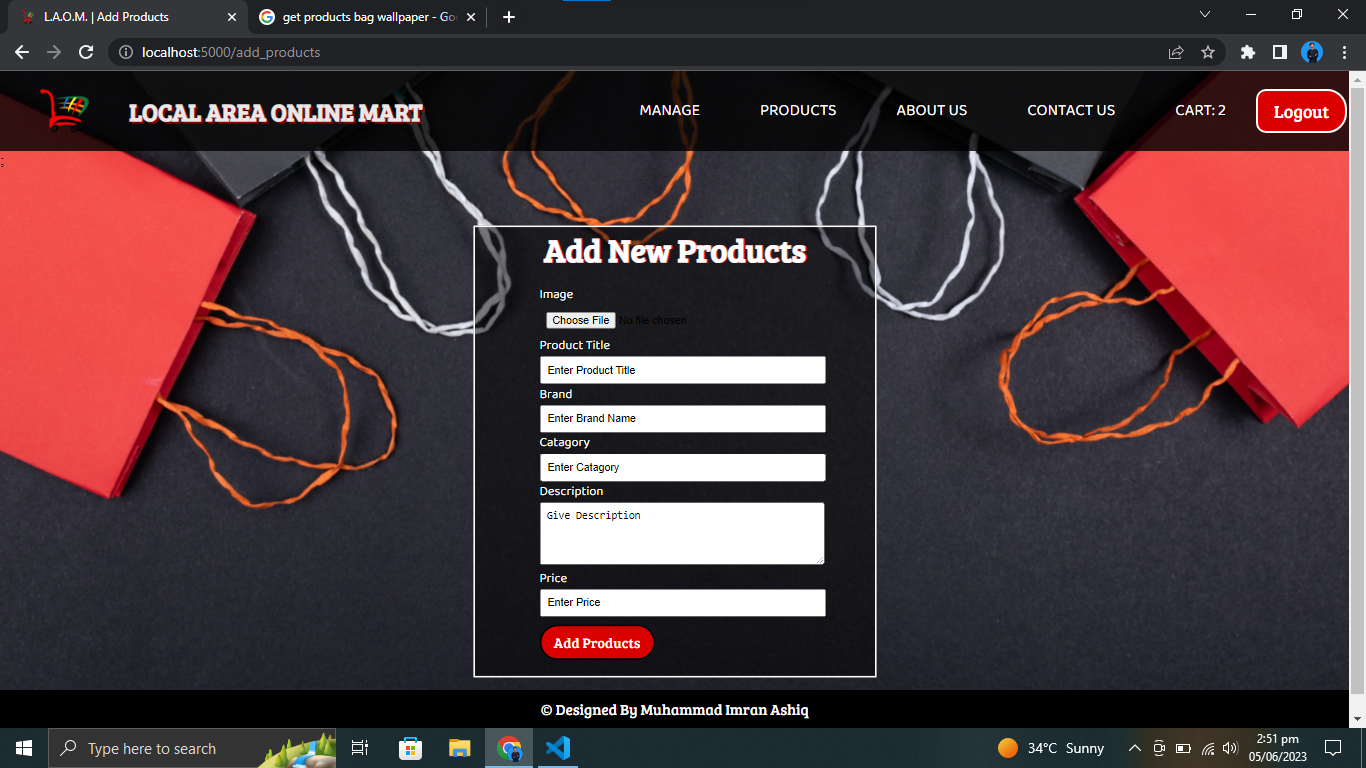 L.A.O.M. | Add Products
get products bag wallpaper - Goo
localhost:5000/add_products
LOCAL AREA ONLINE MART
MANAGE
PRODUCTS
ABOUT US
CONTACT US
CART: 2
Logout
;
Add New Products
Image
Choose File No file chosen
Product Title
Enter Product Title
Brand
Enter Brand Name
Catagory
Enter Catagory
Description
Give Description
Price
Enter Price
Add Products
© Designed By Muhammad Imran Ashiq
Type here to search
34°C Sunny
2:51 pm
05/06/2023